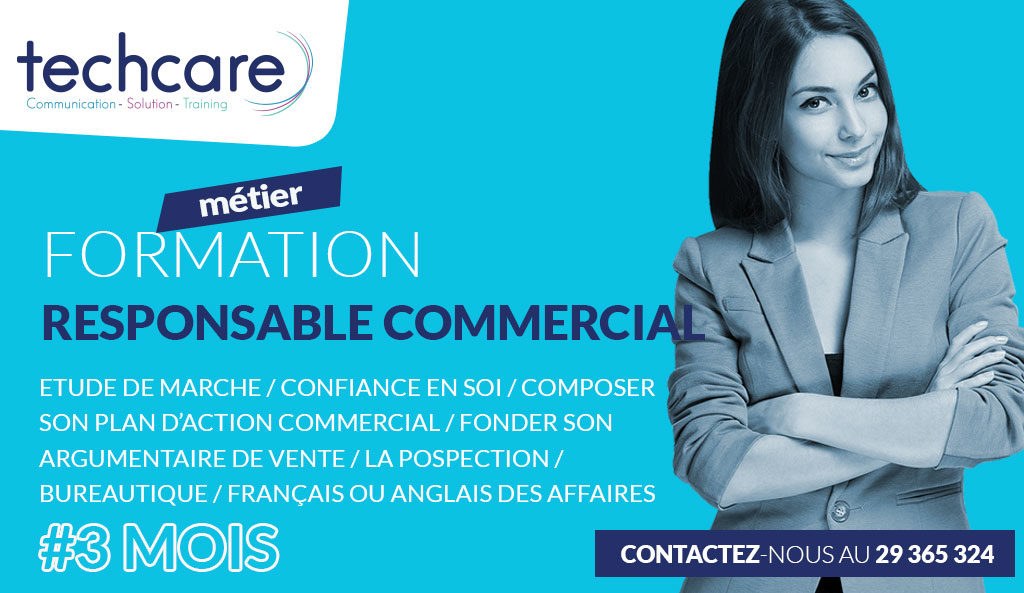 techcare
Communication - Solution - Training
métier
FORMATION
RESPONSABLE COMMERCIAL
ETUDE DE MARCHE / CONFIANCE EN SOI / COMPOSER
SON PLAN D’ACTION COMMERCIAL / FONDER SON
ARGUMENTAIRE DE VENTE / LA POSPECTION /
BUREAUTIQUE / FRANÇAIS OU ANGLAIS DES AFFAIRES
#3 MOIS
CONTACTEZ-NOUS AU 29 365 324